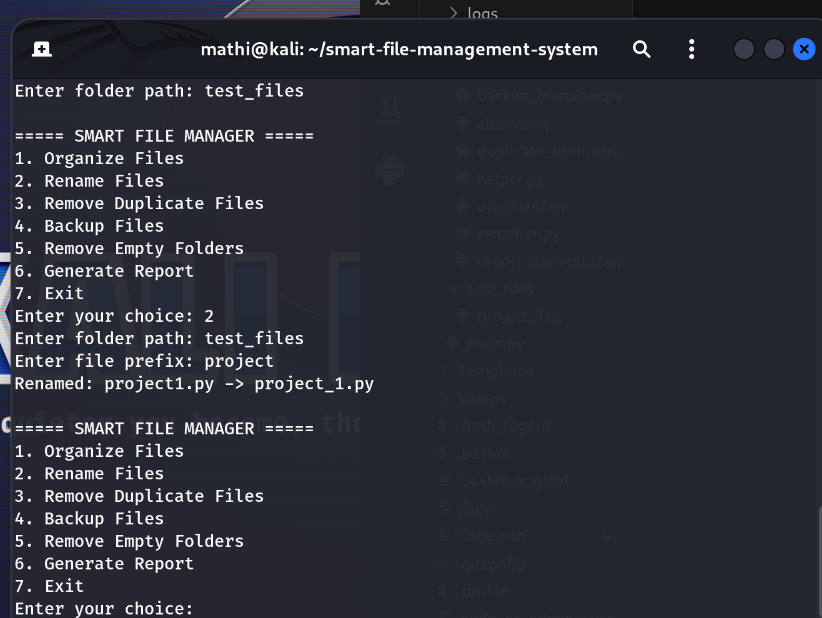 logs
mathi@kali: ~/smart-file-management-system
Enter folder path: test_files
===== SMART FILE MANAGER =====
1. Organize Files
2. Rename Files
3. Remove Duplicate Files
4. Backup Files
5. Remove Empty Folders
6. Generate Report
7. Exit
Enter your choice: 2
Enter folder path: test_files
Enter file prefix: project
Renamed: project1.py -> project_1.py
===== SMART FILE MANAGER =====
1. Organize Files
2. Rename Files
3. Remove Duplicate Files
4. Backup Files
5. Remove Empty Folders
6. Generate Report
7. Exit
Enter your choice:
backup_manager.py
cleaner.py
duplicate_remover...
helper.py
organizer.py
renamer.py
report_generator.py
test_files
project_1.py
main.py
Templates
Videos
.bash_logout
.bashrc
.bashrc.original
.face
.face.icon
.gitconfig
.profile